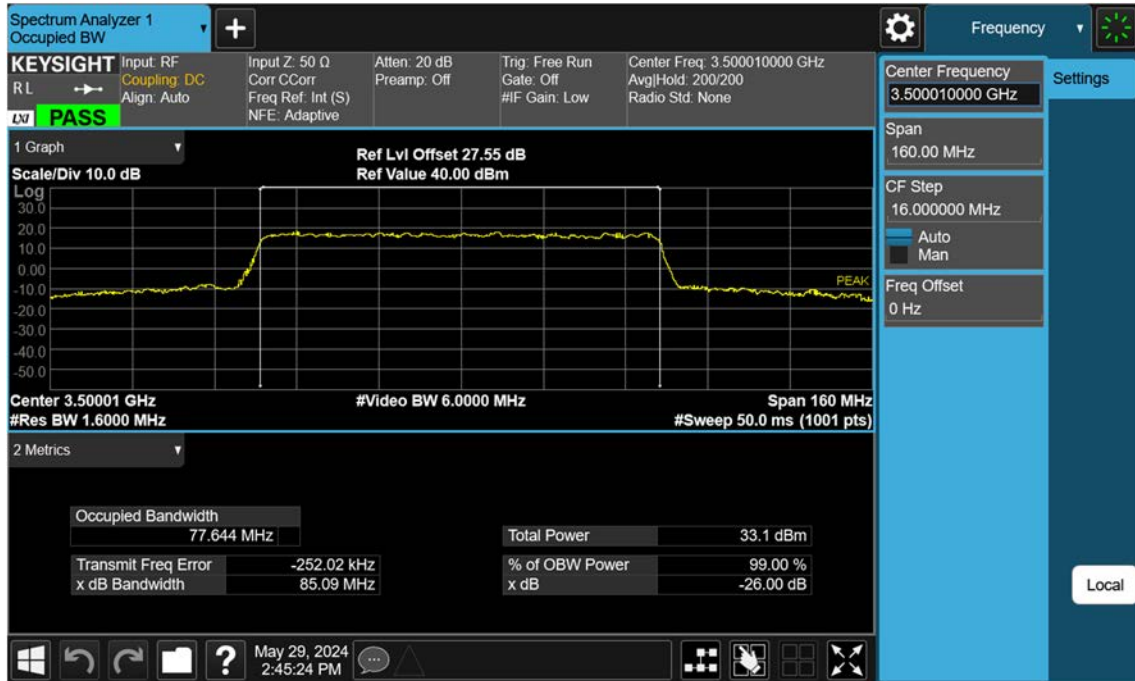 Spectrum Analyzer 1
Occupied BW
+
Frequency
KEYSIGHT
R L
LXI PASS
Input: RF
Coupling: DC
Align: Auto
Input Z: 50 Ω
Corr CCorr
Freq Ref: Int (S)
NFE: Adaptive
Atten: 20 dB
Preamp: Off
Trig: Free Run
Gate: Off
#IF Gain: Low
Center Freq: 3.500010000 GHz
Avg|Hold: 200/200
Radio Std: None
Center Frequency
3.500010000 GHz
Settings
Span
160.00 MHz
CF Step
16.000000 MHz
Auto
Man
Freq Offset
0 Hz
Local
1 Graph
Scale/Div 10.0 dB
Ref Lvl Offset 27.55 dB
Ref Value 40.00 dBm
Log
30.0
20.0
10.0
0.00
-10.0
-20.0
-30.0
-40.0
-50.0
PEAK
Center 3.50001 GHz
#Video BW 6.0000 MHz
Span 160 MHz
#Res BW 1.6000 MHz
#Sweep 50.0 ms (1001 pts)
2 Metrics
Occupied Bandwidth
77.644 MHz
Total Power 33.1 dBm
Transmit Freq Error -252.02 kHz
% of OBW Power 99.00 %
x dB Bandwidth 85.09 MHz
x dB -26.00 dB
?
May 29, 2024
2:45:24 PM